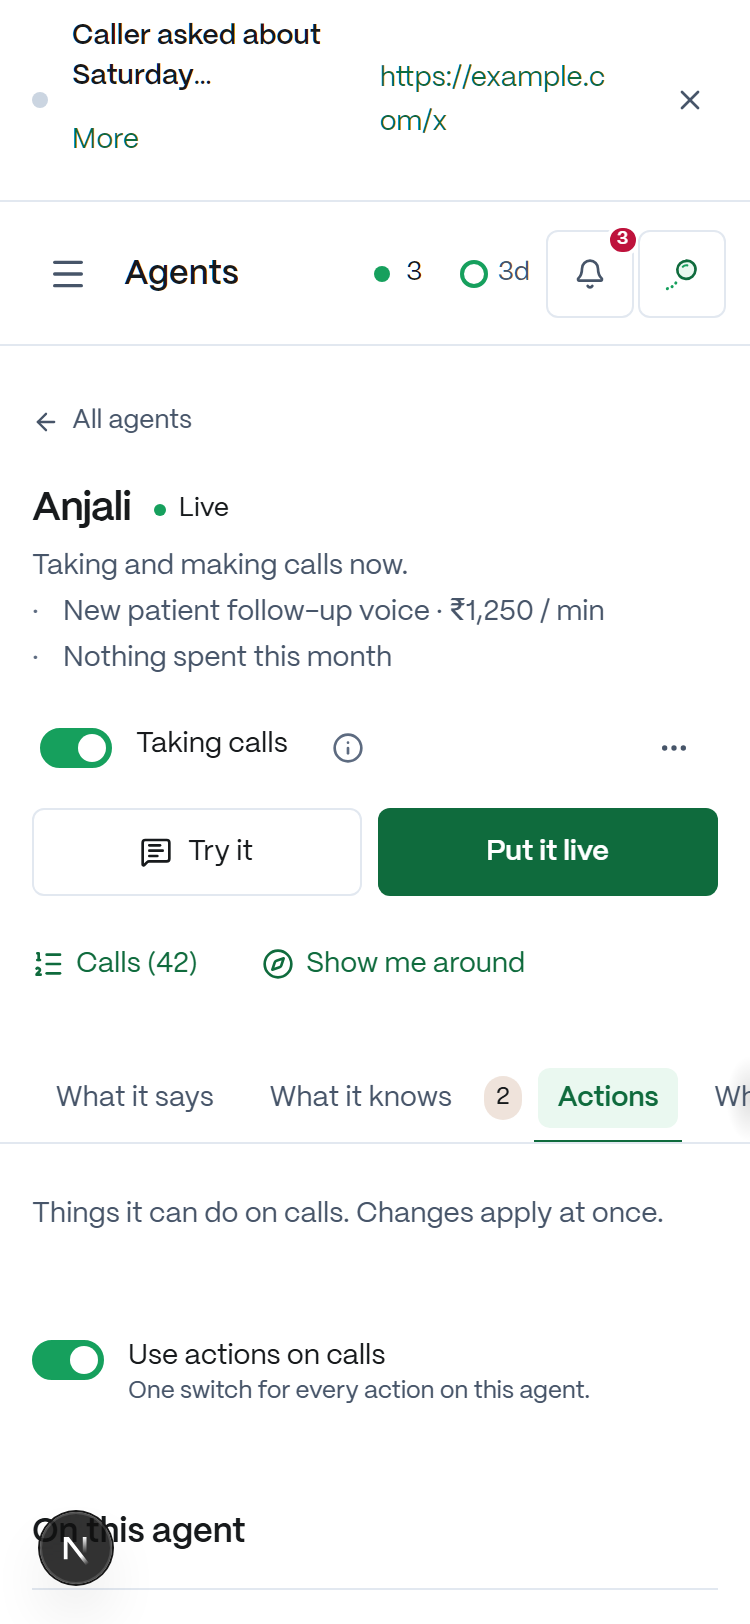 Caller asked about
Saturday...
More
https://example.c
om/x
Agents
3
3d
3
All agents
Anjali
Live
Taking and making calls now.
· New patient follow-up voice · ₹1,250 / min
· Nothing spent this month
Taking calls
Try it
Put it live
Calls (42)
Show me around
What it says
What it knows
2
Actions
Wh
Things it can do on calls. Changes apply at once.
Use actions on calls
One switch for every action on this agent.
On this agent
N